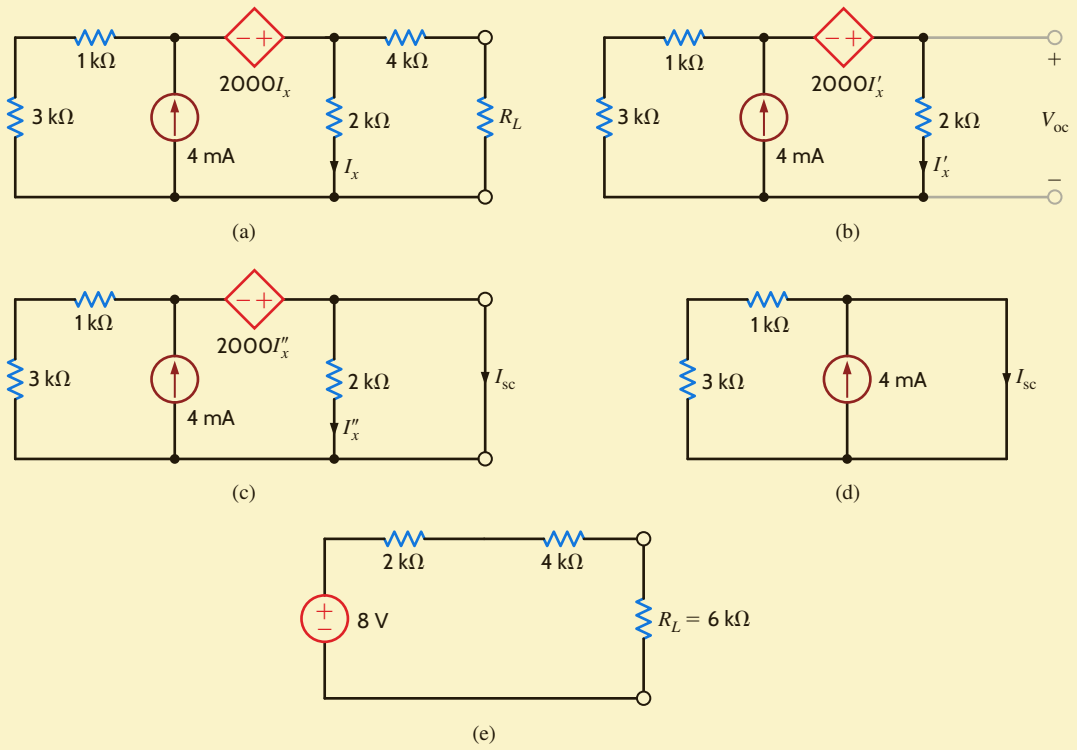 1 kΩ
− +
2000I_x
4 kΩ
3 kΩ
4 mA
2 kΩ
I_x
R_L
(a)
1 kΩ
− +
2000I'_x
+
3 kΩ
4 mA
2 kΩ
I'_x
V_oc
−
(b)
1 kΩ
− +
2000I''_x
3 kΩ
4 mA
2 kΩ
I''_x
I_sc
(c)
1 kΩ
3 kΩ
4 mA
I_sc
(d)
2 kΩ
4 kΩ
+
−
8 V
R_L = 6 kΩ
(e)